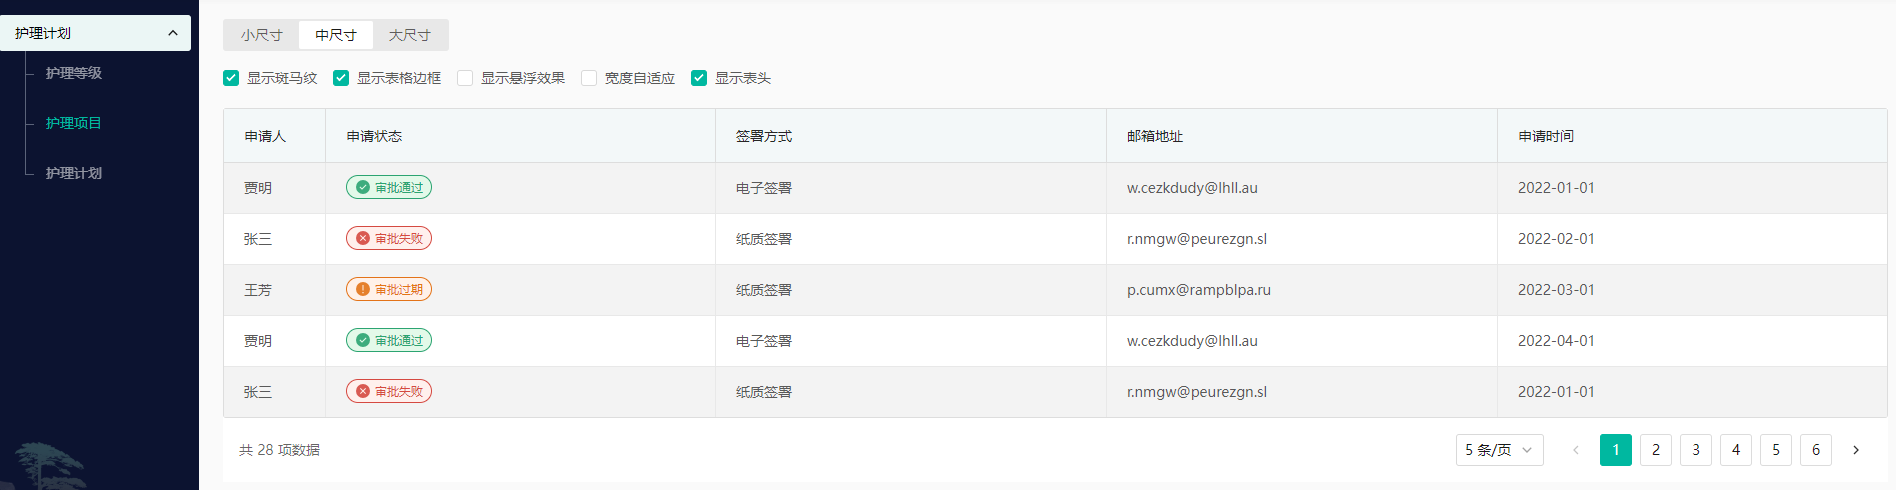 护理计划
护理等级
护理项目
护理计划
小尺寸 中尺寸 大尺寸
显示斑马纹 显示表格边框 显示悬浮效果 宽度自适应 显示表头
申请人 申请状态 签署方式 邮箱地址 申请时间
贾明 审批通过 电子签署 w.cezkdudy@lhll.au 2022-01-01
张三 审批失败 纸质签署 r.nmgw@peurezgn.sl 2022-02-01
王芳 审批过期 纸质签署 p.cumx@rampblpa.ru 2022-03-01
贾明 审批通过 电子签署 w.cezkdudy@lhll.au 2022-04-01
张三 审批失败 纸质签署 r.nmgw@peurezgn.sl 2022-01-01
共 28 项数据 5 条/页 1 2 3 4 5 6